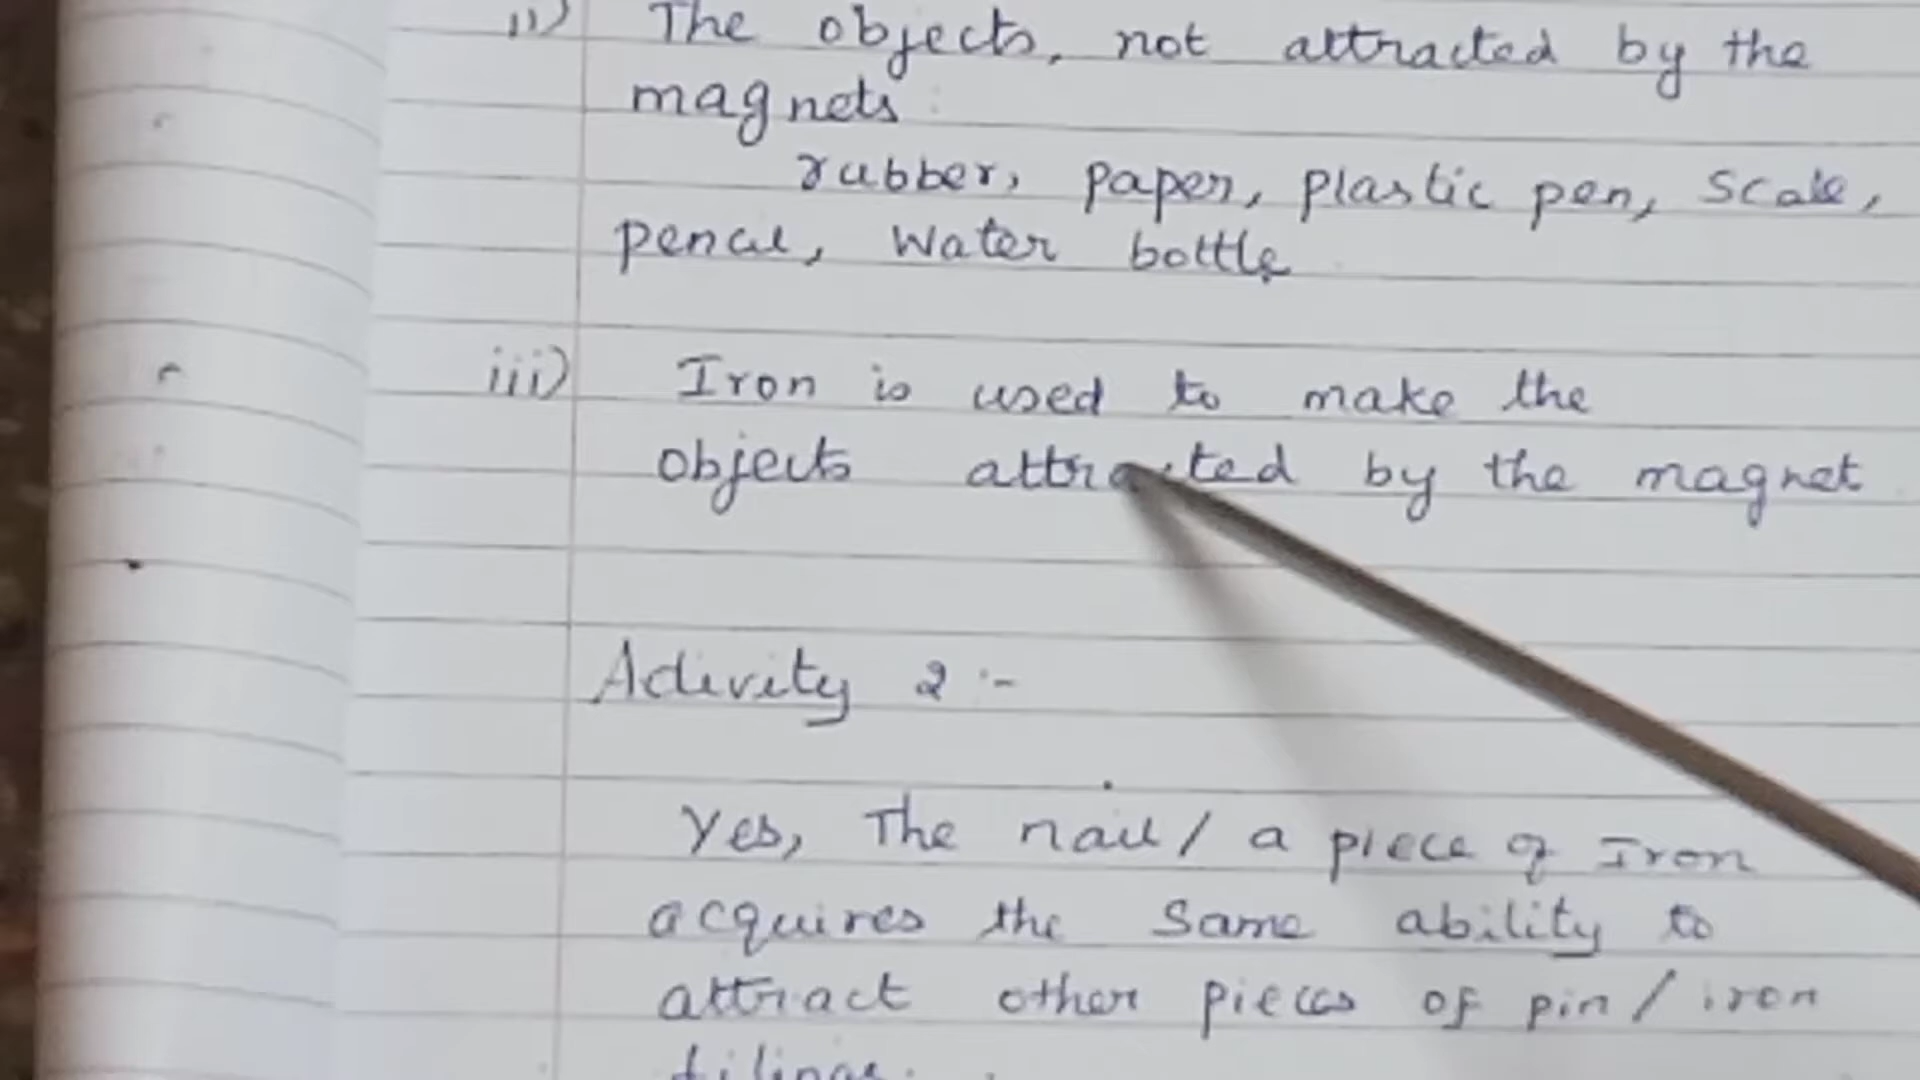 ii) The objects, not attracted by the
magnets :
rubber, paper, plastic pen, scale,
pencil, water bottle
iii) Iron is used to make the
objects attracted by the magnet
Activity 2 :-
Yes, The nail / a piece of Iron
acquires the same ability to
attract other pieces of pin / iron
filings.